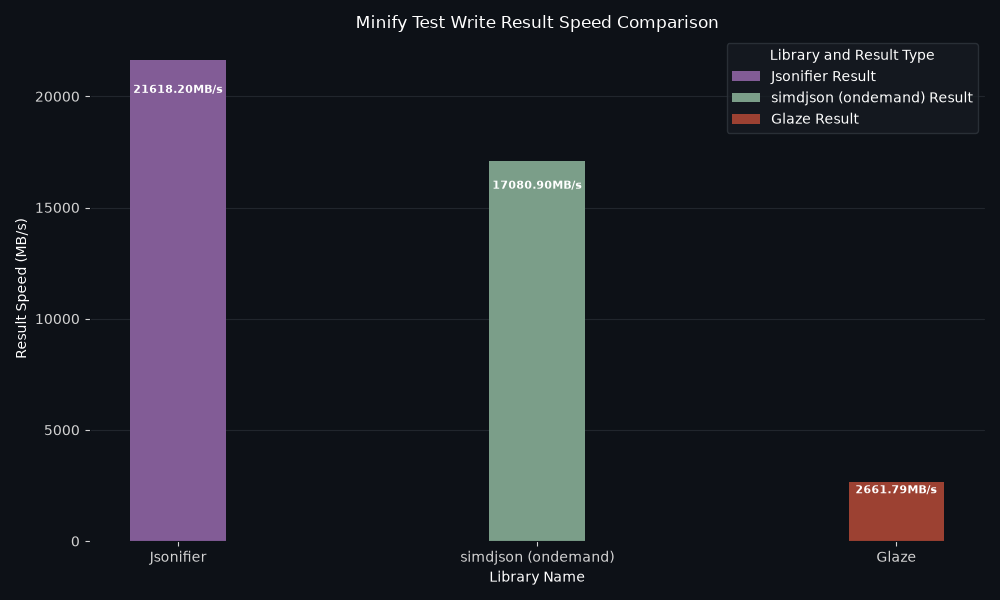 Minify Test Write Result Speed Comparison
Library and Result Type
Jsonifier Result
simdjson (ondemand) Result
Glaze Result
Result Speed (MB/s)
20000
15000
10000
5000
0
21618.20MB/s
17080.90MB/s
2661.79MB/s
Jsonifier
simdjson (ondemand)
Glaze
Library Name